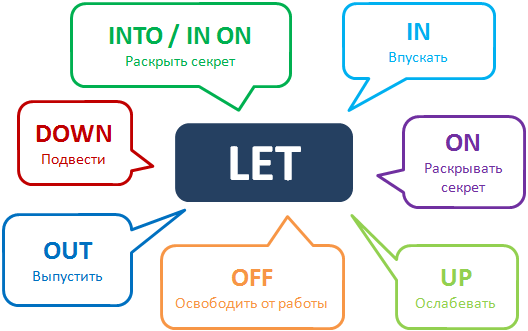 INTO / IN ON
Раскрыть секрет
IN
Впускать
DOWN
Подвести
LET
ON
Раскрывать
секрет
OUT
Выпустить
OFF
Освободить от работы
UP
Ослабевать